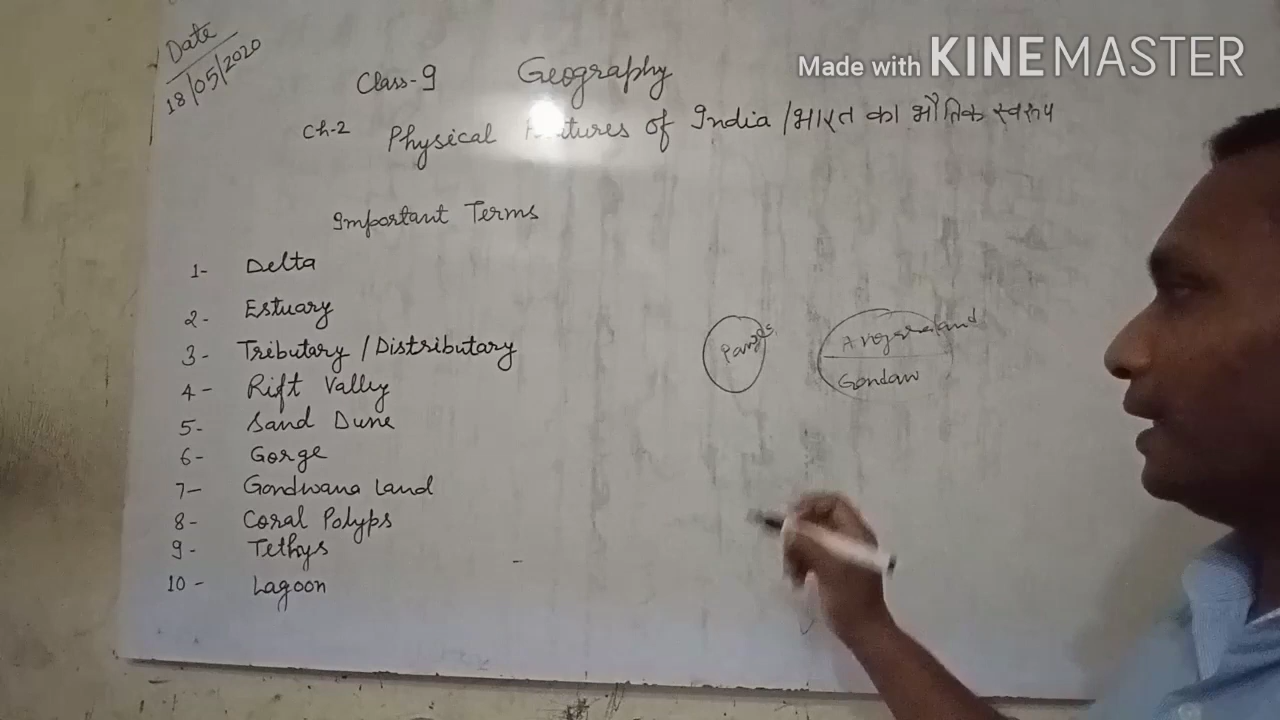 Date
18/05/2020
Made with KINEMASTER
Class-9 Geography
Ch-2 Physical Features of India / भारत का भौतिक स्वरूप
Important Terms
1- Delta
2- Estuary
3- Tributary / Distributary
4- Rift Valley
5- Sand Dune
6- Gorge
7- Gondwana Land
8- Coral Polyps
9- Tethys
10- Lagoon
Gondaw